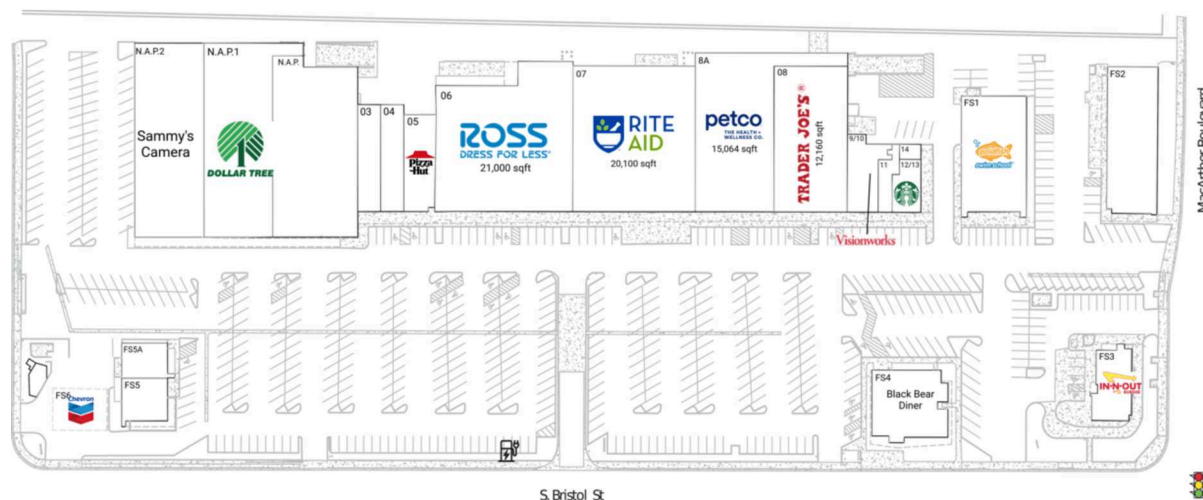 N.A.P.2
N.A.P.1
N.A.P.
Sammy's
Camera
DOLLAR TREE
03
04
05
Pizza
Hut
06
ROSS
DRESS FOR LESS®
21,000 sqft
07
RITE
AID
20,100 sqft
8A
petco
THE HEALTH +
WELLNESS CO.
15,064 sqft
08
TRADER JOE'S®
12,160 sqft
9/10
11
14
12/13
Visionworks
FS1
swim school
FS2
MacArthur Boulevard
FS5A
FS5
FS6
Chevron
FS4
Black Bear
Diner
FS3
IN-N-OUT
BURGER
S. Bristol St